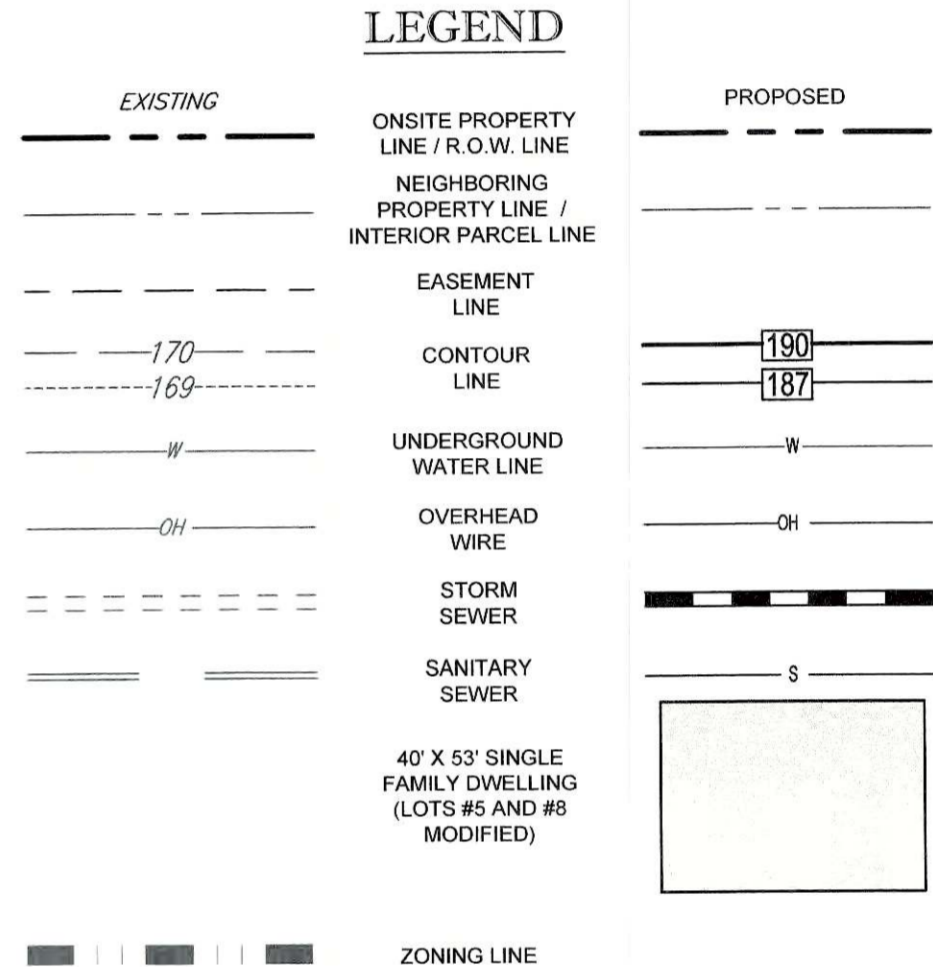 LEGEND
EXISTING
PROPOSED
ONSITE PROPERTY
LINE / R.O.W. LINE
NEIGHBORING
PROPERTY LINE /
INTERIOR PARCEL LINE
EASEMENT
LINE
170
CONTOUR
190
169
LINE
187
W
UNDERGROUND
WATER LINE
W
OH
OVERHEAD
WIRE
OH
STORM
SEWER
SANITARY
SEWER
S
40' X 53' SINGLE
FAMILY DWELLING
(LOTS #5 AND #8
MODIFIED)
ZONING LINE